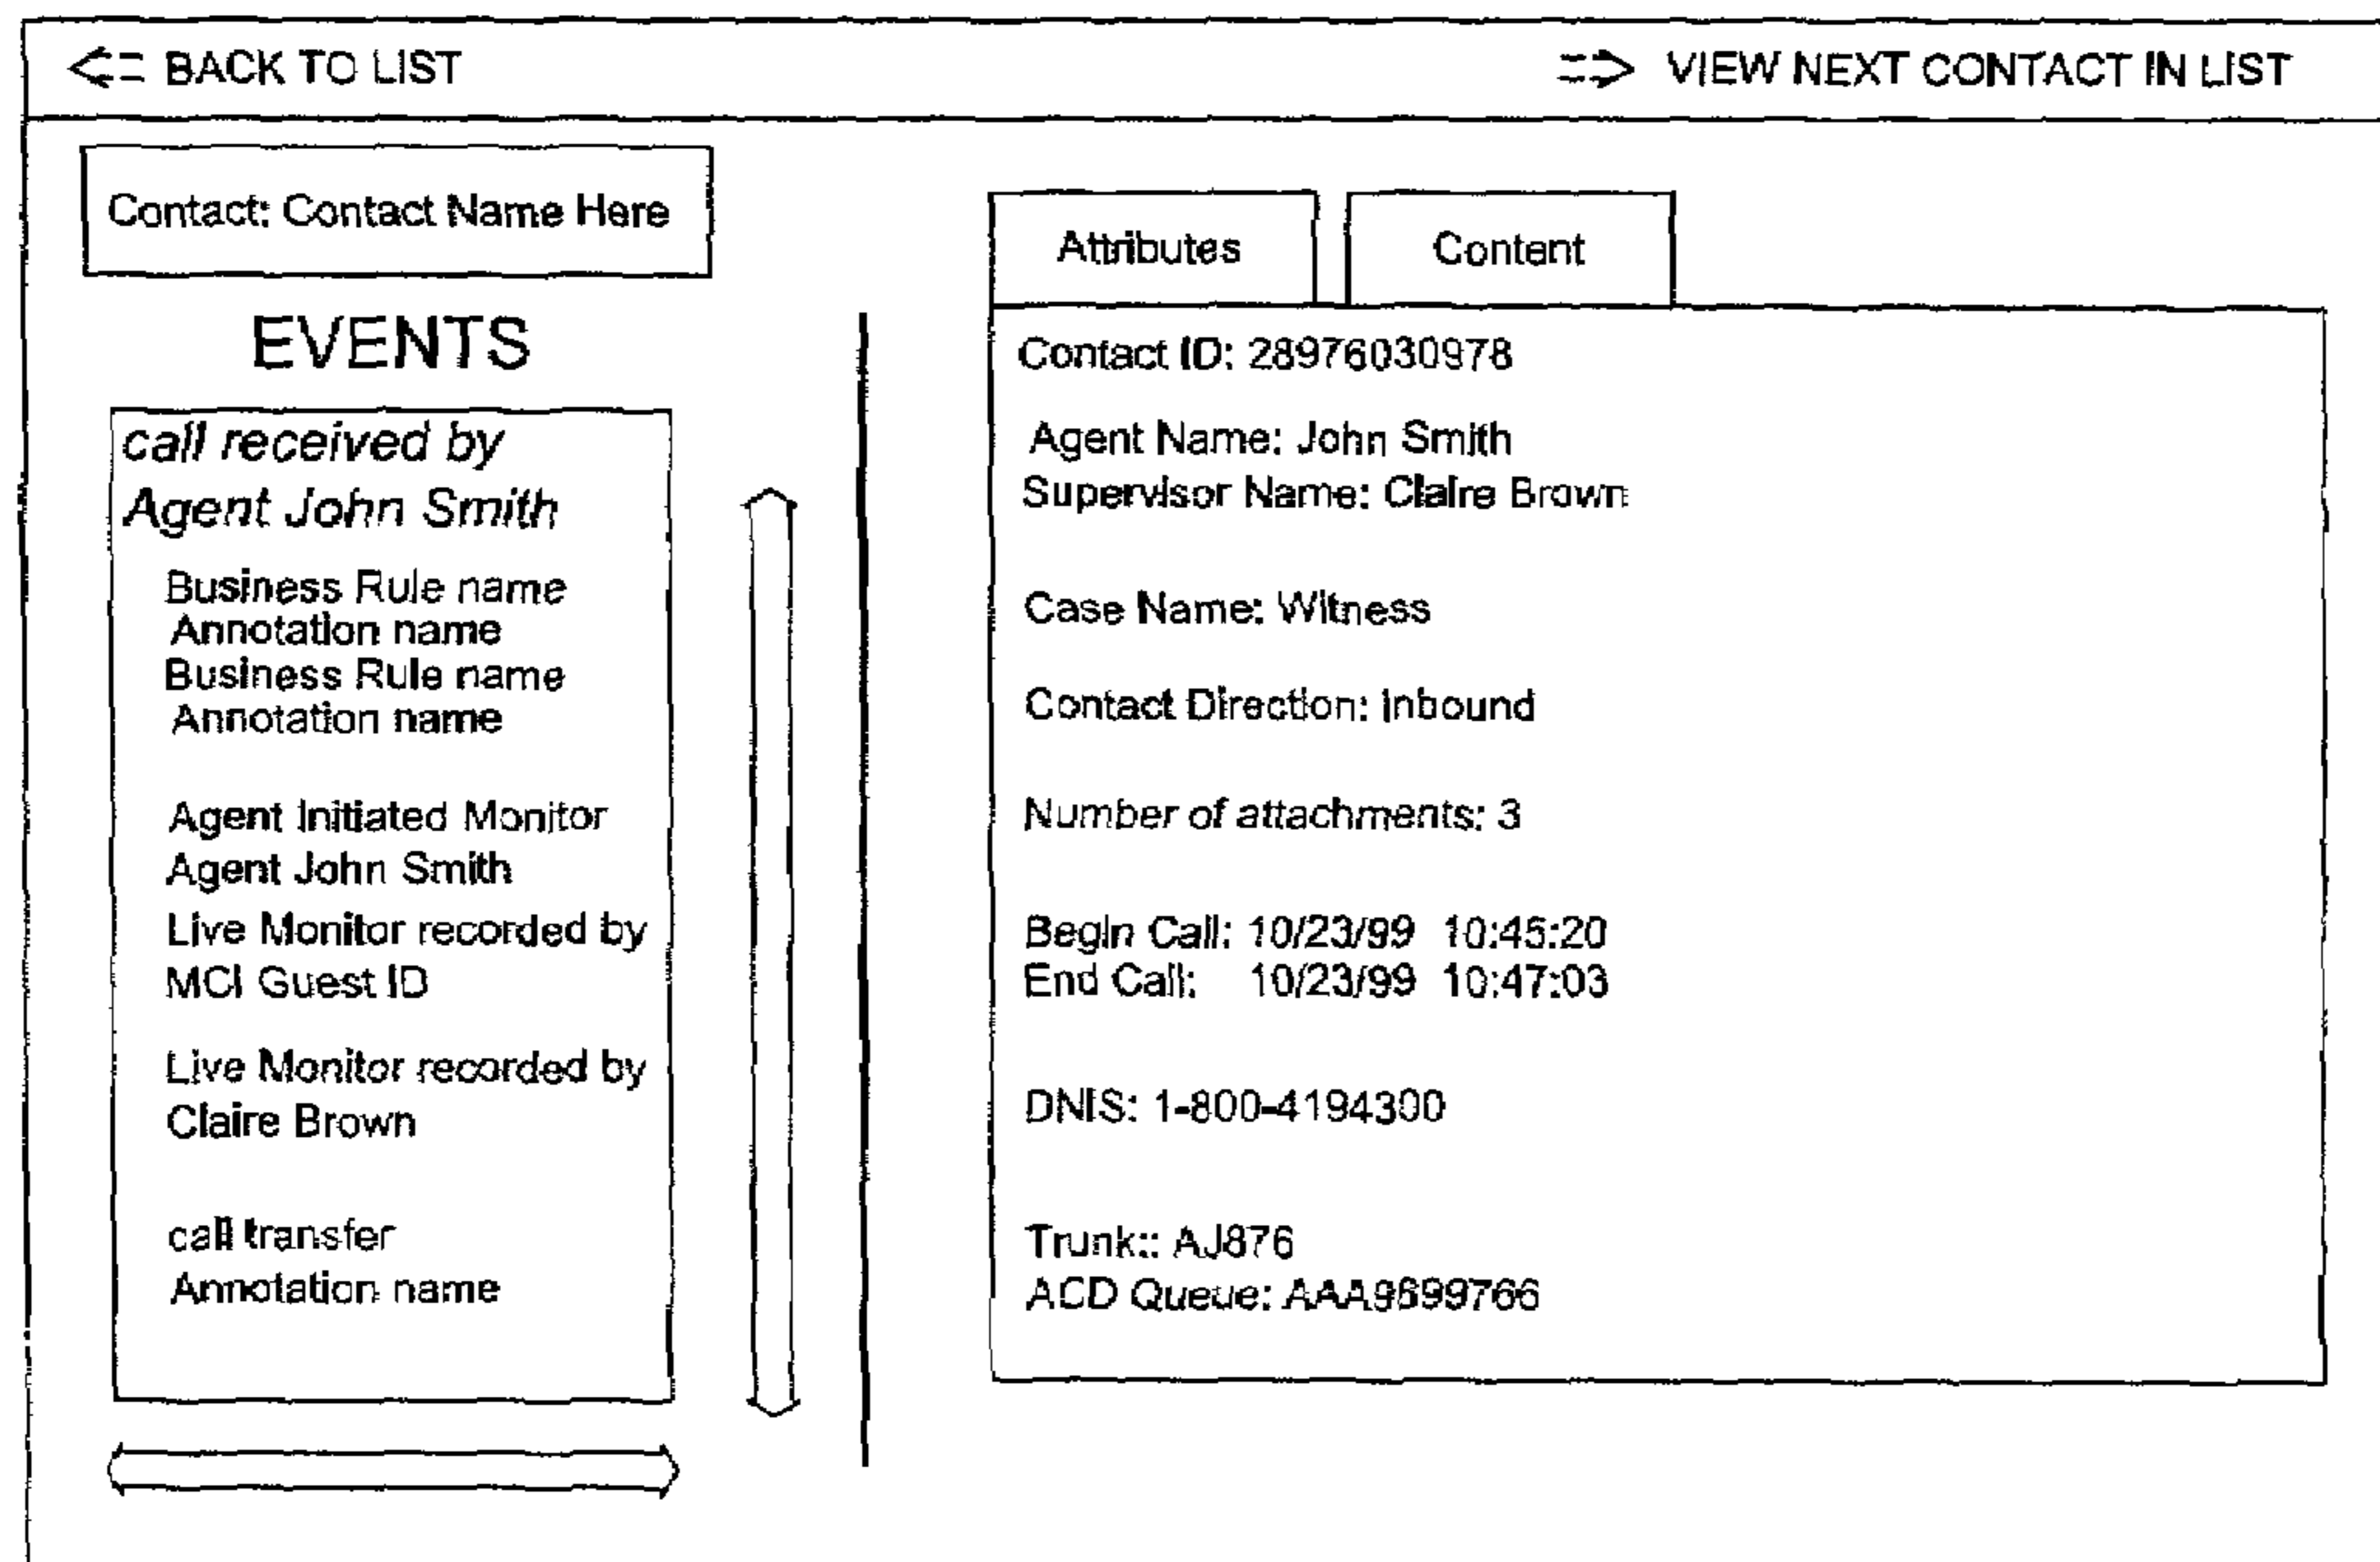 <= BACK TO LIST
=> VIEW NEXT CONTACT IN LIST
Contact: Contact Name Here
EVENTS
call received by
Agent John Smith
Business Rule name
Annotation name
Business Rule name
Annotation name
Agent Initiated Monitor
Agent John Smith
Live Monitor recorded by
MCI Guest ID
Live Monitor recorded by
Claire Brown
call transfer
Annotation name
Attributes
Content
Contact ID: 28976030978
Agent Name: John Smith
Supervisor Name: Claire Brown
Case Name: Witness
Contact Direction: Inbound
Number of attachments: 3
Begin Call: 10/23/99 10:45:20
End Call: 10/23/99 10:47:03
DNIS: 1-800-4194300
Trunk:: AJ876
ACD Queue: